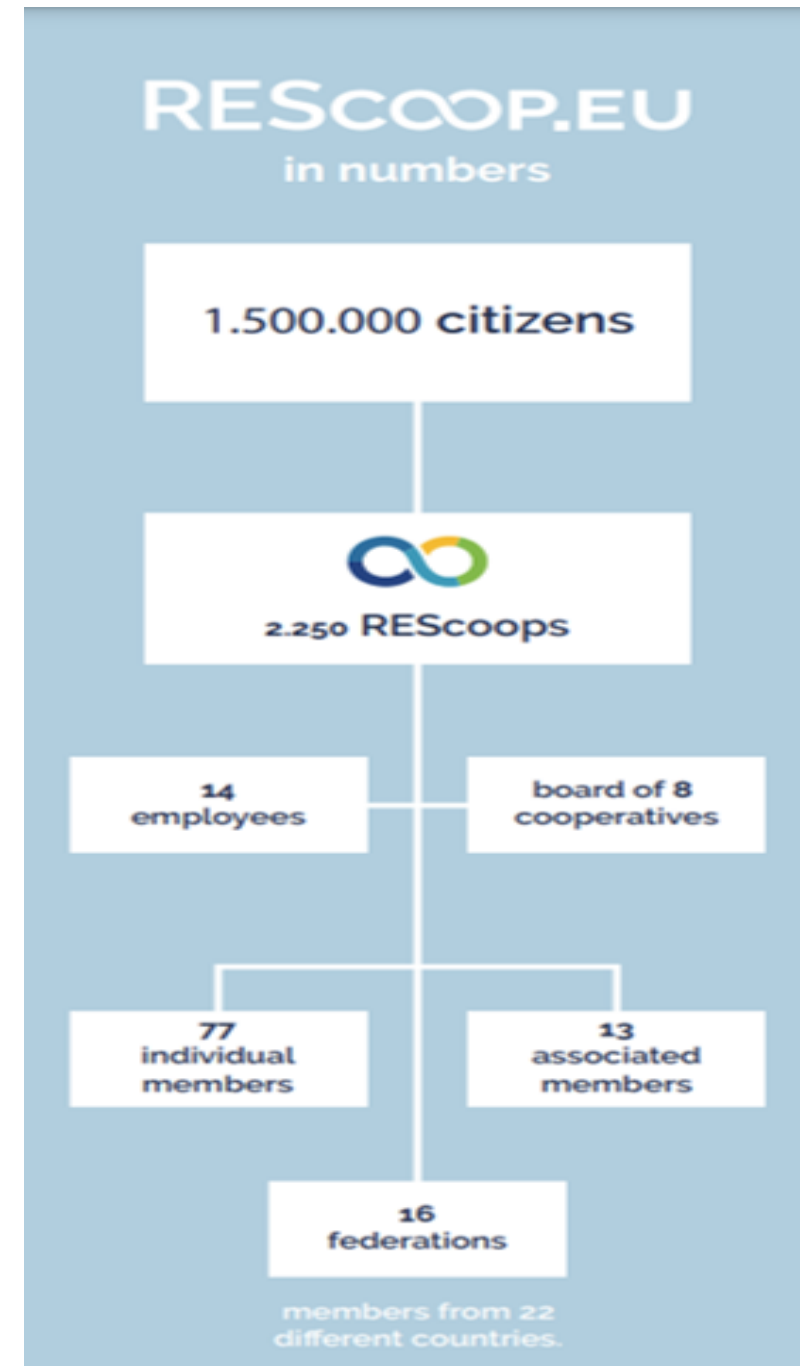 REScoop.eu
in numbers
1.500.000 citizens
2.250 REScoops
14
employees
board of 8
cooperatives
77
individual
members
13
associated
members
16
federations
members from 22
different countries.